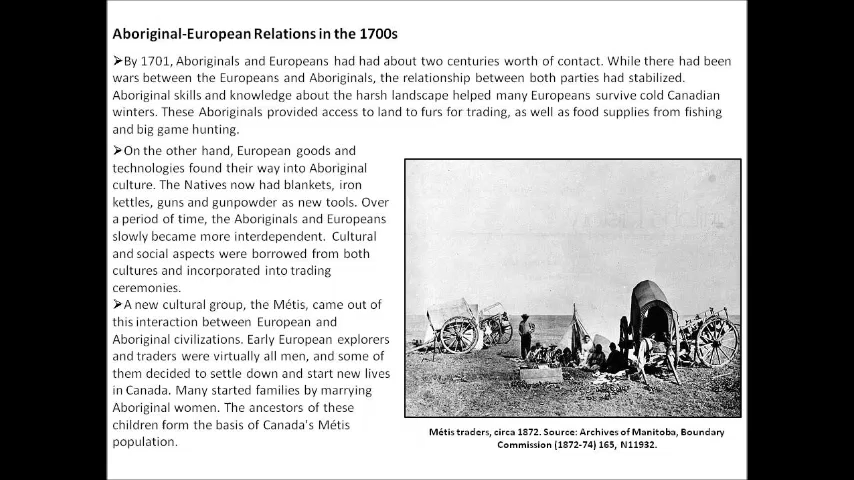 Aboriginal-European Relations in the 1700s
➢By 1701, Aboriginals and Europeans had had about two centuries worth of contact. While there had been
wars between the Europeans and Aboriginals, the relationship between both parties had stabilized.
Aboriginal skills and knowledge about the harsh landscape helped many Europeans survive cold Canadian
winters. These Aboriginals provided access to land to furs for trading, as well as food supplies from fishing
and big game hunting.
➢On the other hand, European goods and
technologies found their way into Aboriginal
culture. The Natives now had blankets, iron
kettles, guns and gunpowder as new tools. Over
a period of time, the Aboriginals and Europeans
slowly became more interdependent. Cultural
and social aspects were borrowed from both
cultures and incorporated into trading
ceremonies.
➢A new cultural group, the Métis, came out of
this interaction between European and
Aboriginal civilizations. Early European explorers
and traders were virtually all men, and some of
them decided to settle down and start new lives
in Canada. Many started families by marrying
Aboriginal women. The ancestors of these
children form the basis of Canada's Métis
population.
Métis traders, circa 1872. Source: Archives of Manitoba, Boundary
Commission (1872-74) 165, N11932.